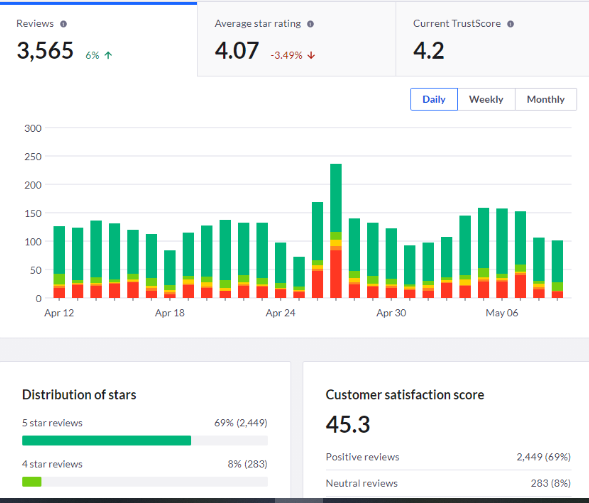 Reviews Average star rating Current TrustScore
3,565 6% ↑ 4.07 -3.49% ↓ 4.2
Daily Weekly Monthly
300
250
200
150
100
50
0
Apr 12 Apr 18 Apr 24 Apr 30 May 06
Distribution of stars
5 star reviews 69% (2,449)
4 star reviews 8% (283)
Customer satisfaction score
45.3
Positive reviews 2,449 (69%)
Neutral reviews 283 (8%)